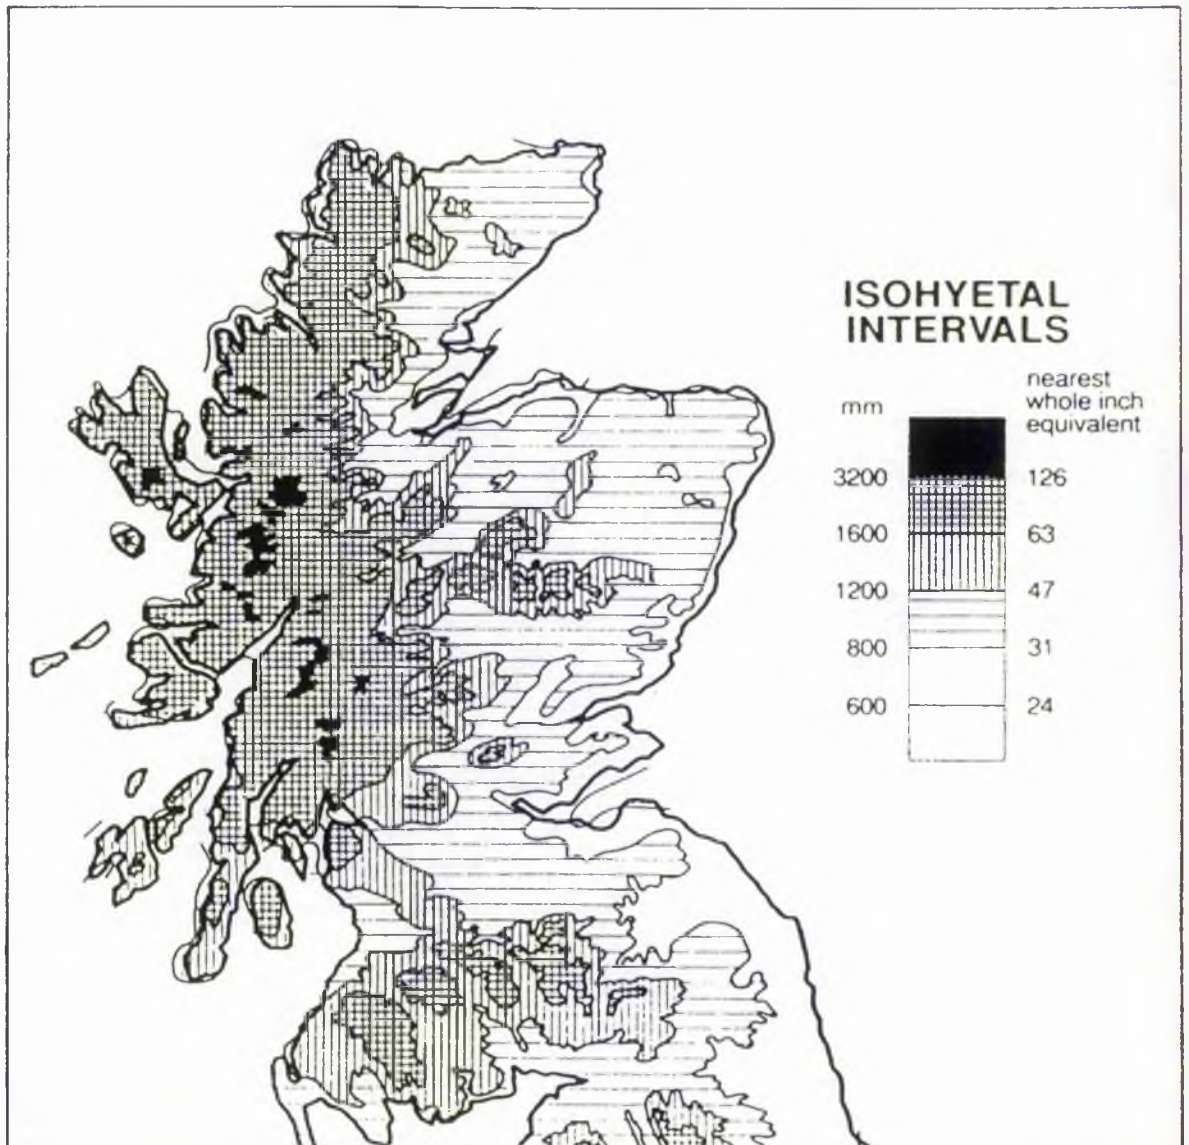 ISOHYETAL
INTERVALS
mm
nearest
whole inch
equivalent
3200 126
1600 63
1200 47
800 31
600 24